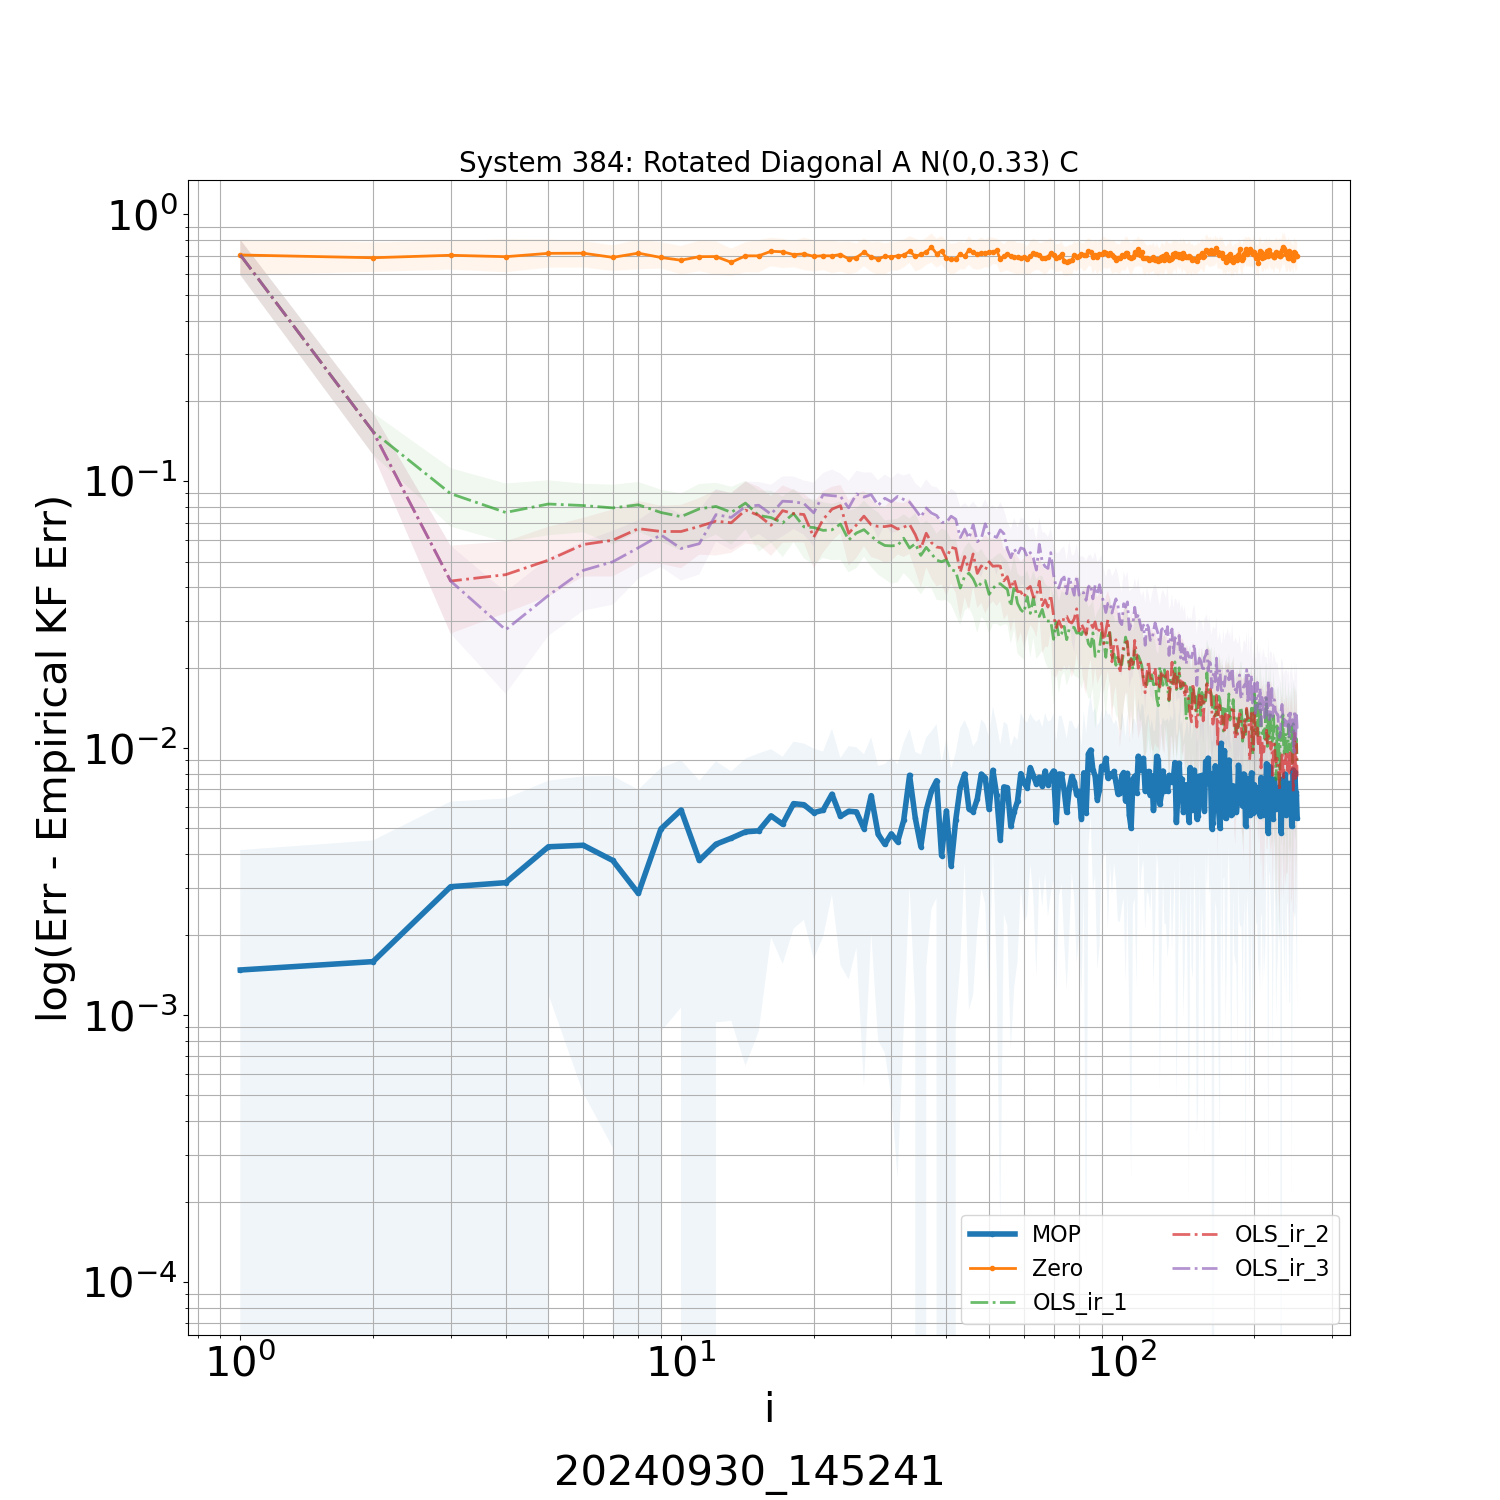 System 384: Rotated Diagonal A N(0,0.33) C
log(Err - Empirical KF Err)
10⁰
10⁻¹
10⁻²
10⁻³
10⁻⁴
MOP
Zero
OLS_ir_1
OLS_ir_2
OLS_ir_3
10⁰ 10¹ 10²
i
20240930_145241